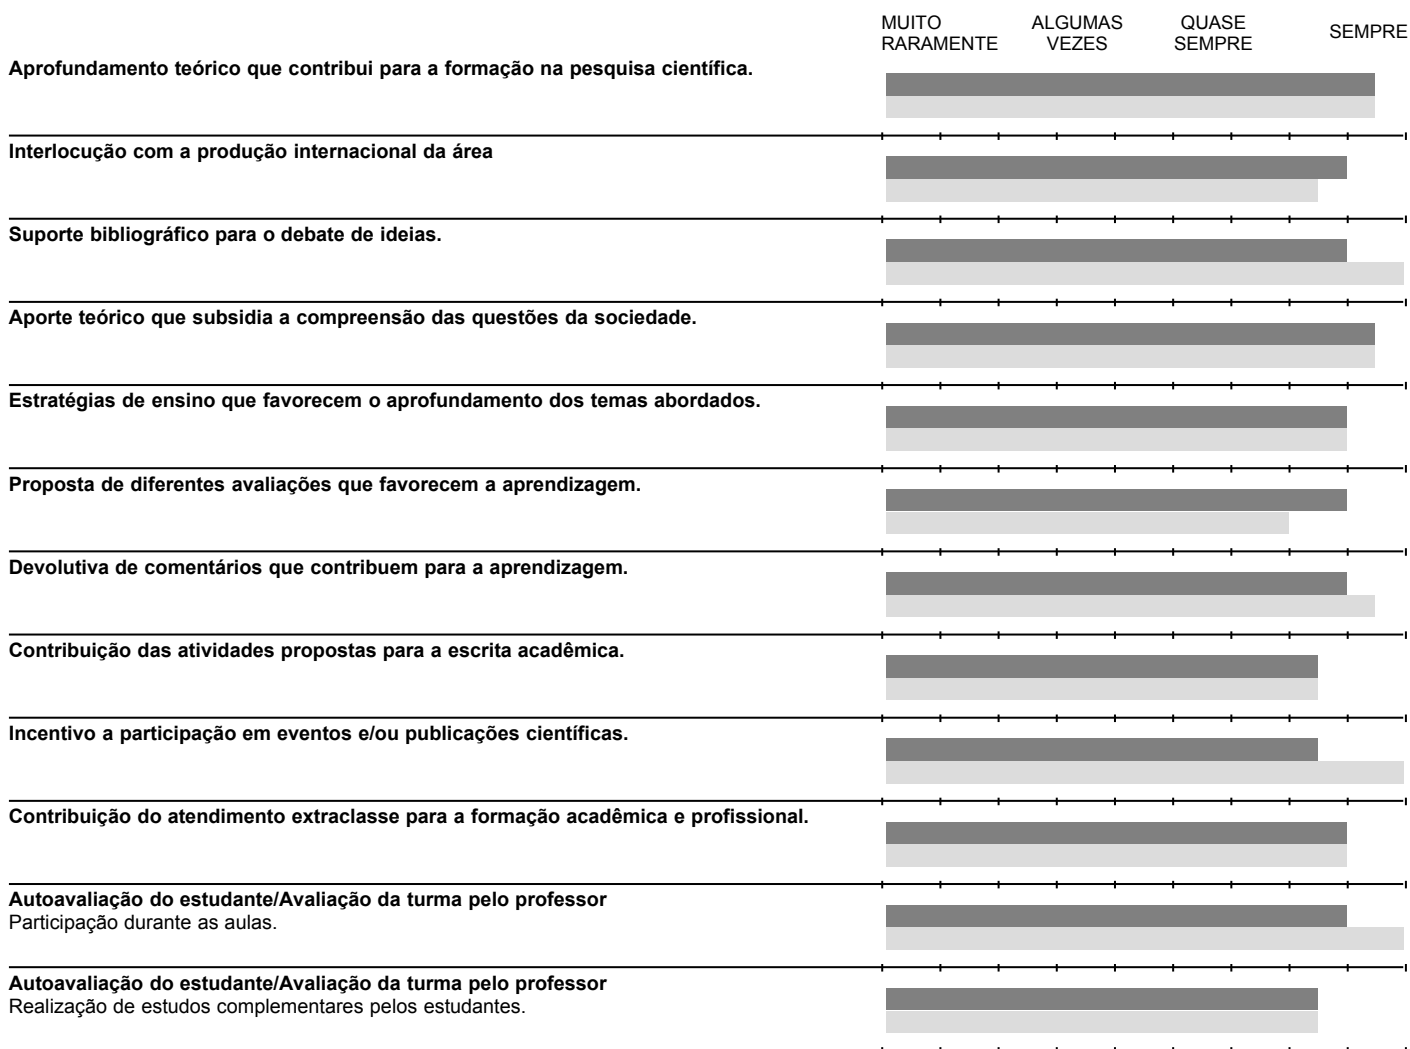 MUITO RARAMENTE
ALGUMAS VEZES
QUASE SEMPRE
SEMPRE
Aprofundamento teórico que contribui para a formação na pesquisa científica.
Interlocução com a produção internacional da área
Suporte bibliográfico para o debate de ideias.
Aporte teórico que subsidia a compreensão das questões da sociedade.
Estratégias de ensino que favorecem o aprofundamento dos temas abordados.
Proposta de diferentes avaliações que favorecem a aprendizagem.
Devolutiva de comentários que contribuem para a aprendizagem.
Contribuição das atividades propostas para a escrita acadêmica.
Incentivo a participação em eventos e/ou publicações científicas.
Contribuição do atendimento extraclasse para a formação acadêmica e profissional.
Autoavaliação do estudante/Avaliação da turma pelo professor
Participação durante as aulas.
Autoavaliação do estudante/Avaliação da turma pelo professor
Realização de estudos complementares pelos estudantes.